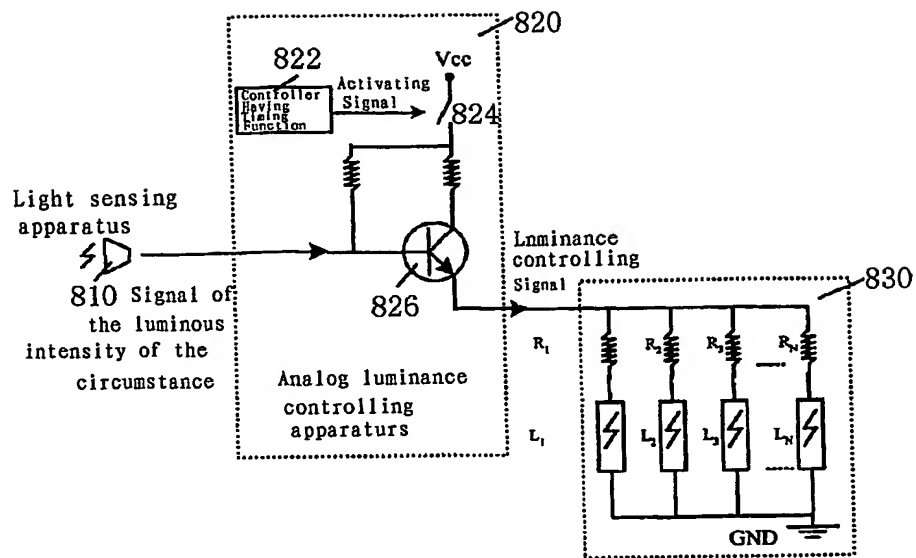 820
822
Vcc
Controller
Having
Timing
Function
Activating
Signal
824
Light sensing
apparatus
810 Signal of
the luminous
intensity of the
circumstance
826
Lnminance
controlling
Signal
830
Analog luminance
controlling
apparaturs
R₁
R₂
R₃
R_N
L₁
L₂
L₃
L_N
GND